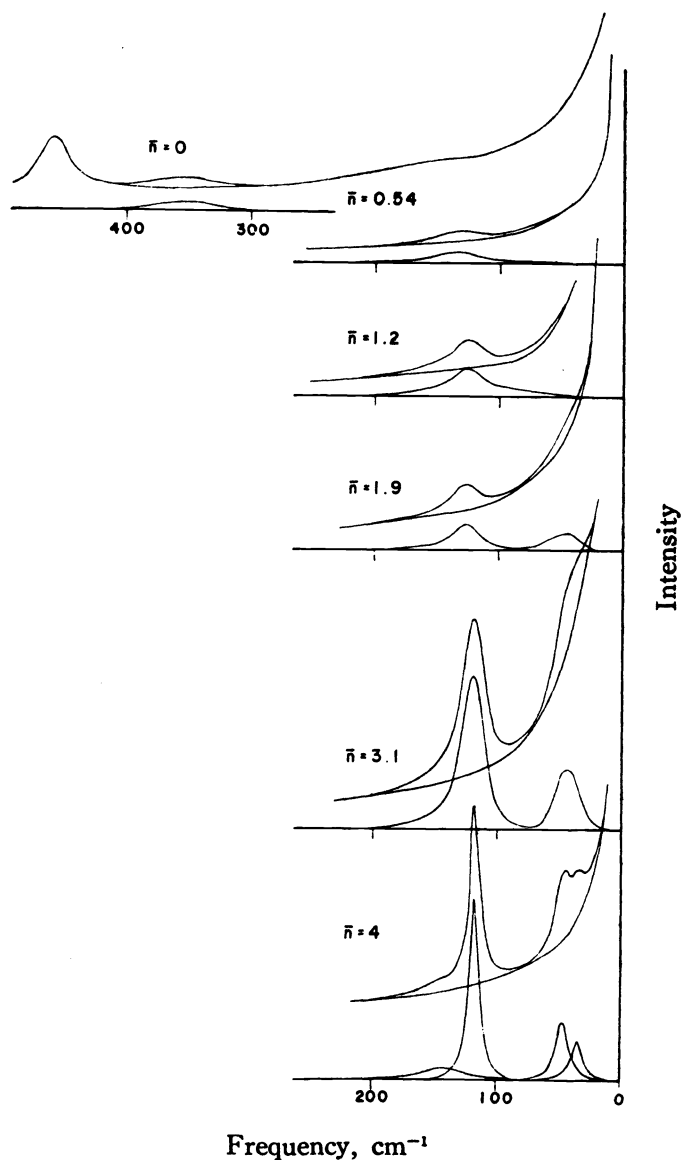 n̄ = 0
400 300
n̄ = 0.54
n̄ = 1.2
n̄ = 1.9
Intensity
n̄ = 3.1
n̄ = 4
200 100 0
Frequency, cm⁻¹